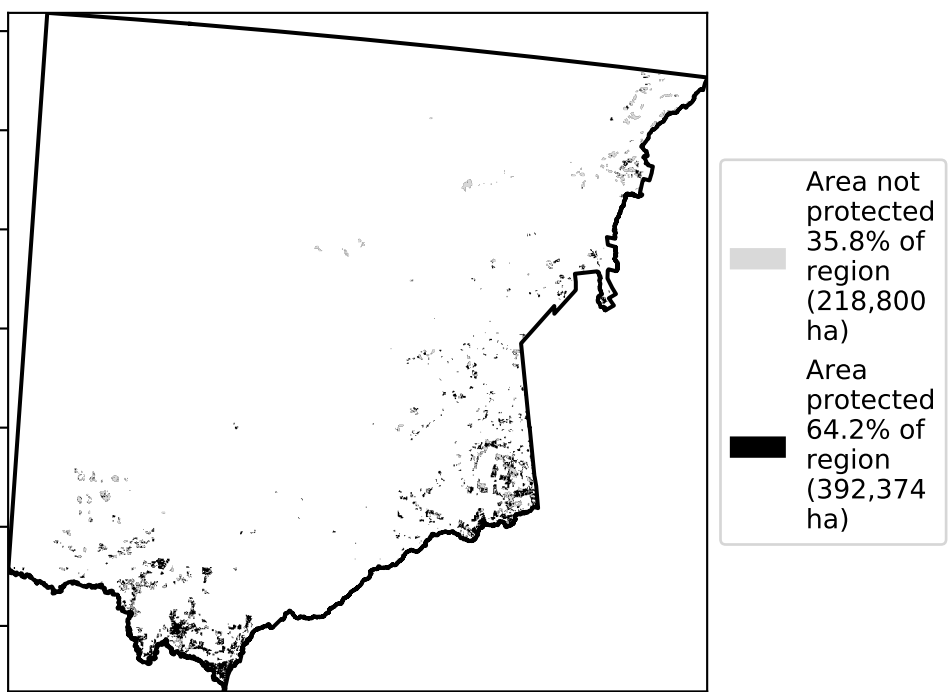 Area not
protected
35.8% of
region
(218,800
ha)
Area
protected
64.2% of
region
(392,374
ha)